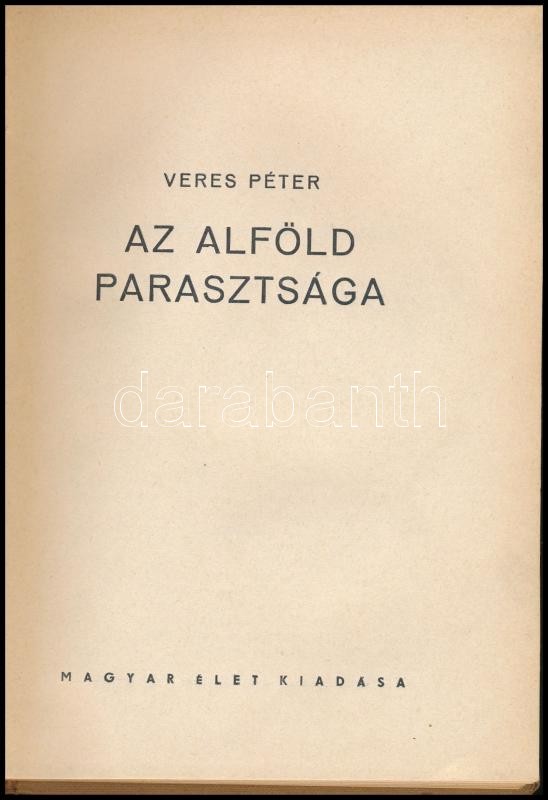 VERES PÉTER
AZ ALFÖLD
PARASZTSÁGA
darabanth
MAGYAR ÉLET KIADÁSA